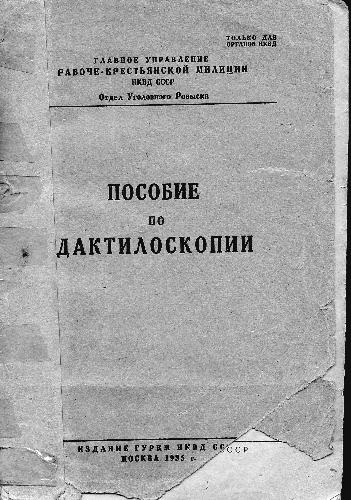 ТОЛЬКО ДЛЯ
ОРГАНОВ НКВД
ГЛАВНОЕ УПРАВЛЕНИЕ
РАБОЧЕ-КРЕСТЬЯНСКОЙ МИЛИЦИИ
НКВД СССР
Отдел Уголовного Розыска
ПОСОБИЕ
ПО
ДАКТИЛОСКОПИИ
ИЗДАНИЕ ГУРКМ НКВД СССР
МОСКВА 1935 г.